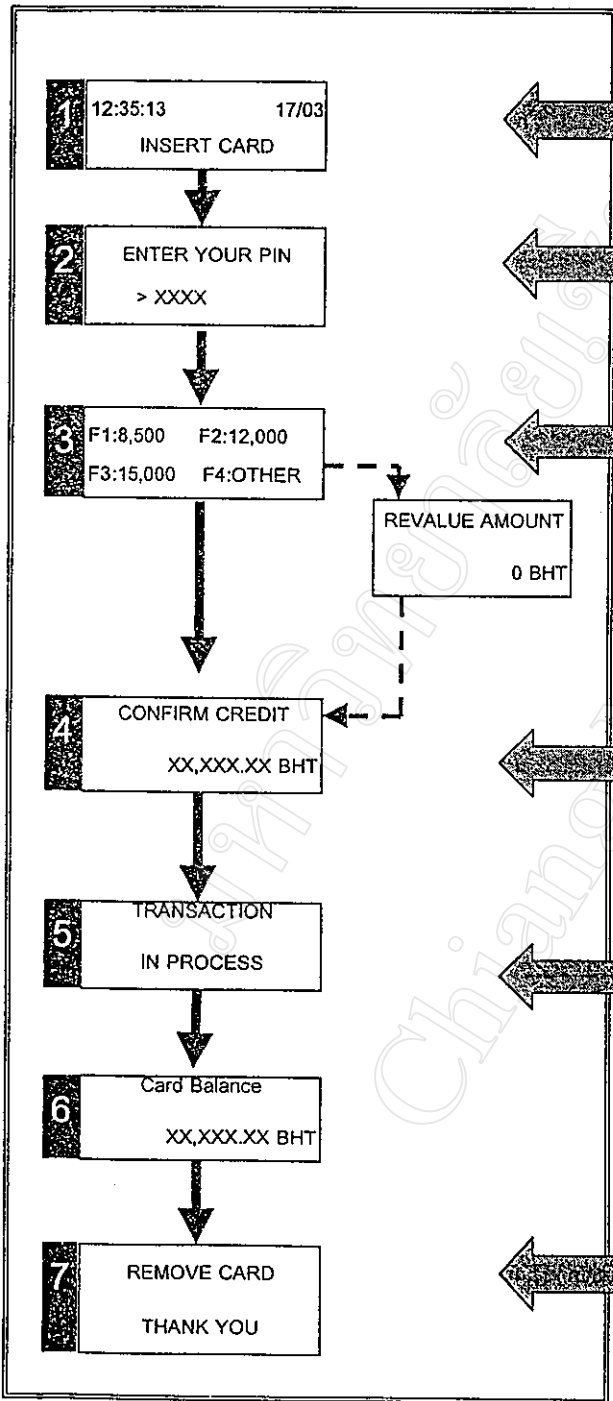 1
12:35:13 17/03
INSERT CARD
2
ENTER YOUR PIN
> XXXX
3
F1:8,500 F2:12,000
F3:15,000 F4:OTHER
REVALUE AMOUNT
0 BHT
4
CONFIRM CREDIT
XX,XXX.XX BHT
5
TRANSACTION
IN PROCESS
6
Card Balance
XX,XXX.XX BHT
7
REMOVE CARD
THANK YOU
Chiang